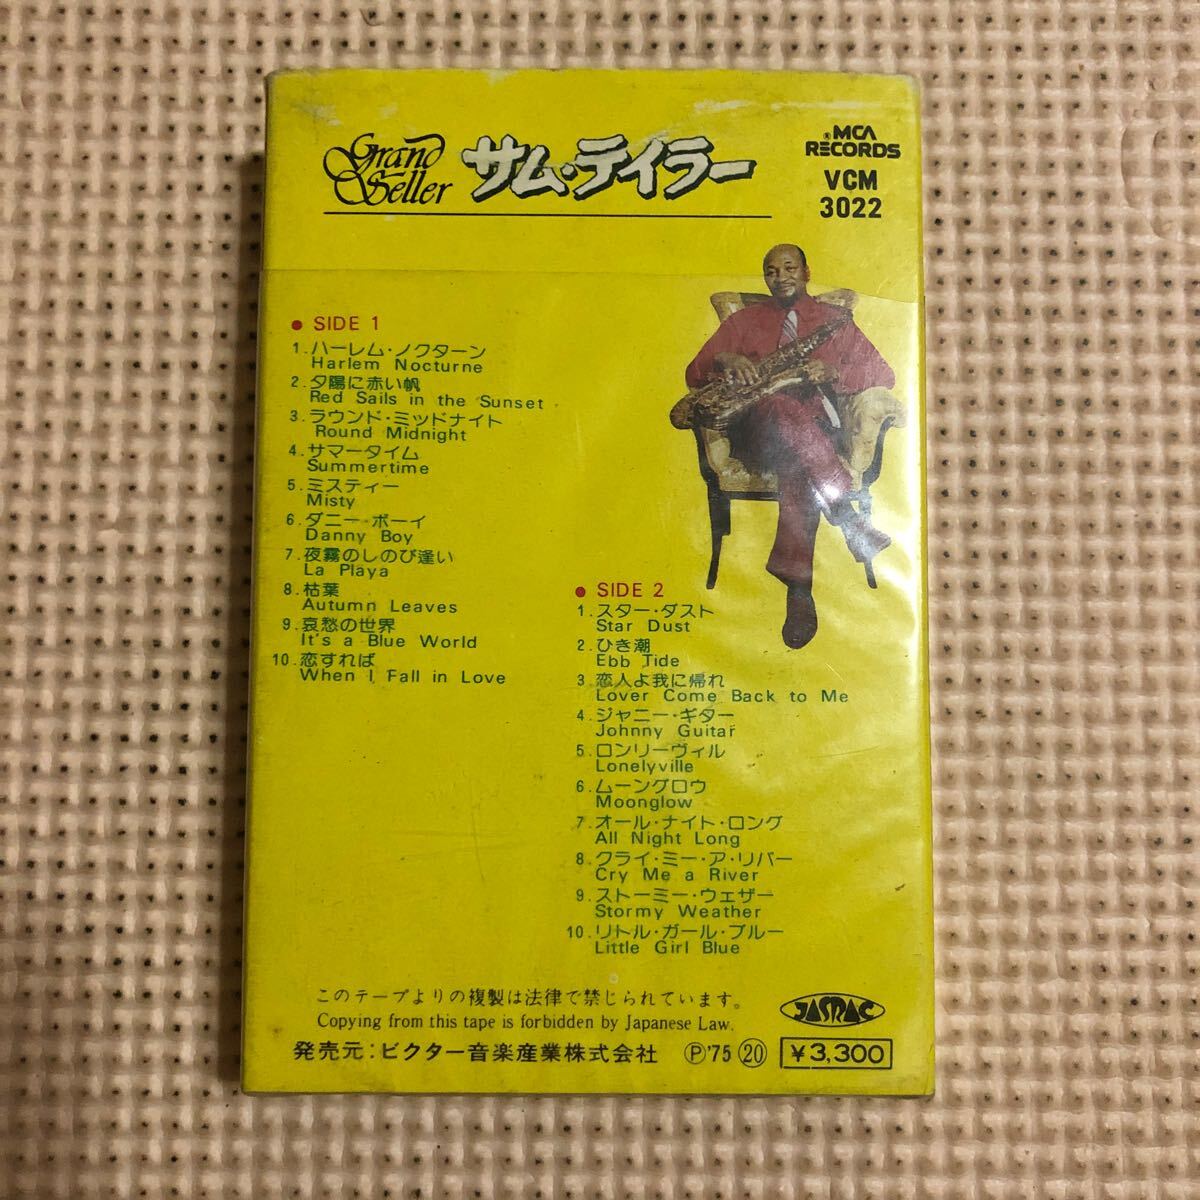 Grand Seller
サム・テイラー
MCA RECORDS
VCM
3022
● SIDE 1
1. ハーレム・ノクターン
Harlem Nocturne
2. 夕陽に赤い帆
Red Sails in the Sunset
3. ラウンド・ミッドナイト
Round Midnight
4. サマータイム
Summertime
5. ミスティー
Misty
6. ダニー・ボーイ
Danny Boy
7. 夜霧のしのび逢い
La Playa
8. 枯葉
Autumn Leaves
9. 哀愁の世界
It's a Blue World
10. 恋すれば
When I Fall in Love
● SIDE 2
1. スター・ダスト
Star Dust
2. ひき潮
Ebb Tide
3. 恋人よ我に帰れ
Lover Come Back to Me
4. ジャニー・ギター
Johnny Guitar
5. ロンリーヴィル
Lonelyville
6. ムーングロウ
Moonglow
7. オール・ナイト・ロング
All Night Long
8. クライ・ミー・ア・リバー
Cry Me a River
9. ストーミー・ウェザー
Stormy Weather
10. リトル・ガール・ブルー
Little Girl Blue
このテープよりの複製は法律で禁じられています。
Copying from this tape is forbidden by Japanese Law.
JASRAC
発売元：ビクター音楽産業株式会社 Ⓟ'75 ⑳ ¥3,300